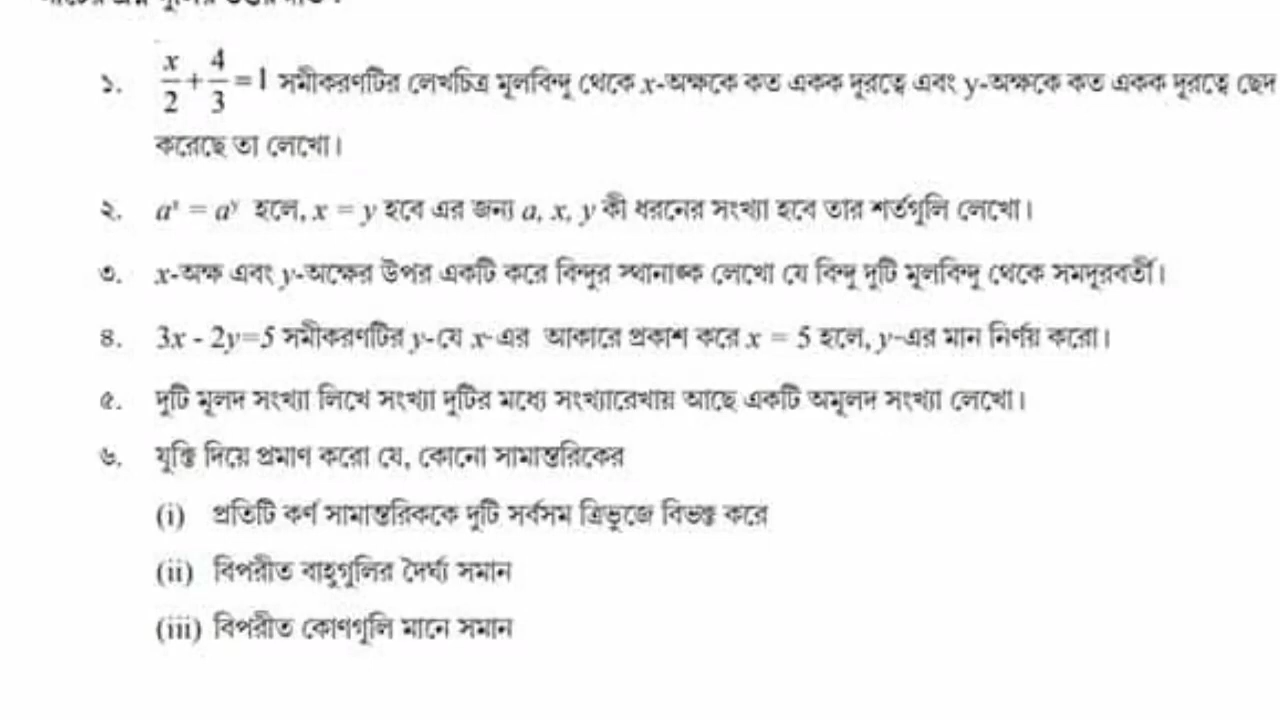 ১. x/2 + 4/3 = 1 সমীকরণটির লেখচিত্র মূলবিন্দু থেকে x-অক্ষকে কত একক দূরত্বে এবং y-অক্ষকে কত একক দূরত্বে ছেদ
করেছে তা লেখো।
২. aˣ = aʸ হলে, x = y হবে এর জন্য a, x, y কী ধরনের সংখ্যা হবে তার শর্তগুলি লেখো।
৩. x-অক্ষ এবং y-অক্ষের উপর একটি করে বিন্দুর স্থানাঙ্ক লেখো যে বিন্দু দুটি মূলবিন্দু থেকে সমদূরবর্তী।
৪. 3x - 2y=5 সমীকরণটির y-যে x-এর আকারে প্রকাশ করে x = 5 হলে, y-এর মান নির্ণয় করো।
৫. দুটি মূলদ সংখ্যা লিখে সংখ্যা দুটির মধ্যে সংখ্যারেখায় আছে একটি অমূলদ সংখ্যা লেখো।
৬. যুক্তি দিয়ে প্রমাণ করো যে, কোনো সামান্তরিকের
(i) প্রতিটি কর্ণ সামান্তরিককে দুটি সর্বসম ত্রিভুজে বিভক্ত করে
(ii) বিপরীত বাহুগুলির দৈর্ঘ্য সমান
(iii) বিপরীত কোণগুলি মানে সমান